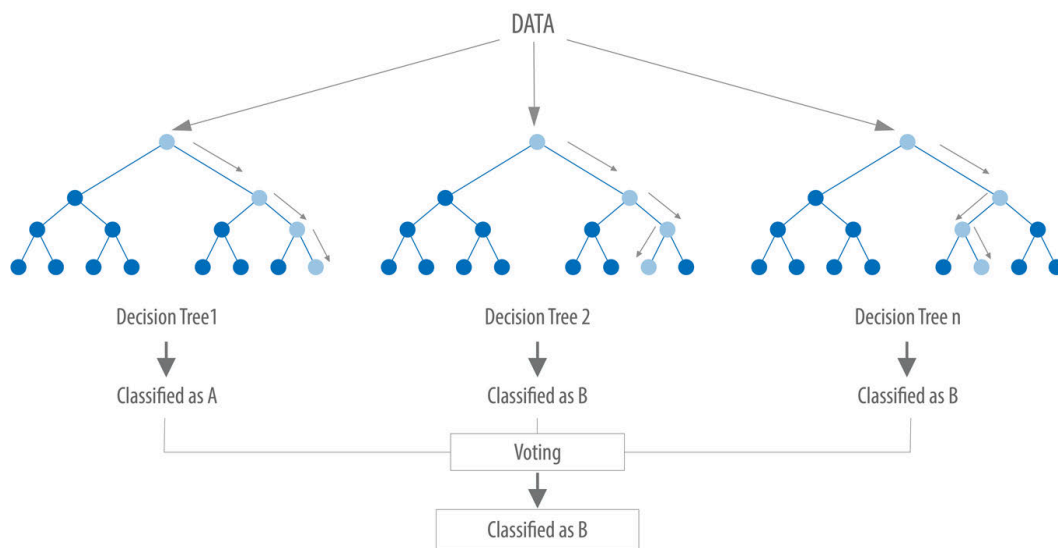 DATA
Decision Tree1
Decision Tree 2
Decision Tree n
Classified as A
Classified as B
Classified as B
Voting
Classified as B